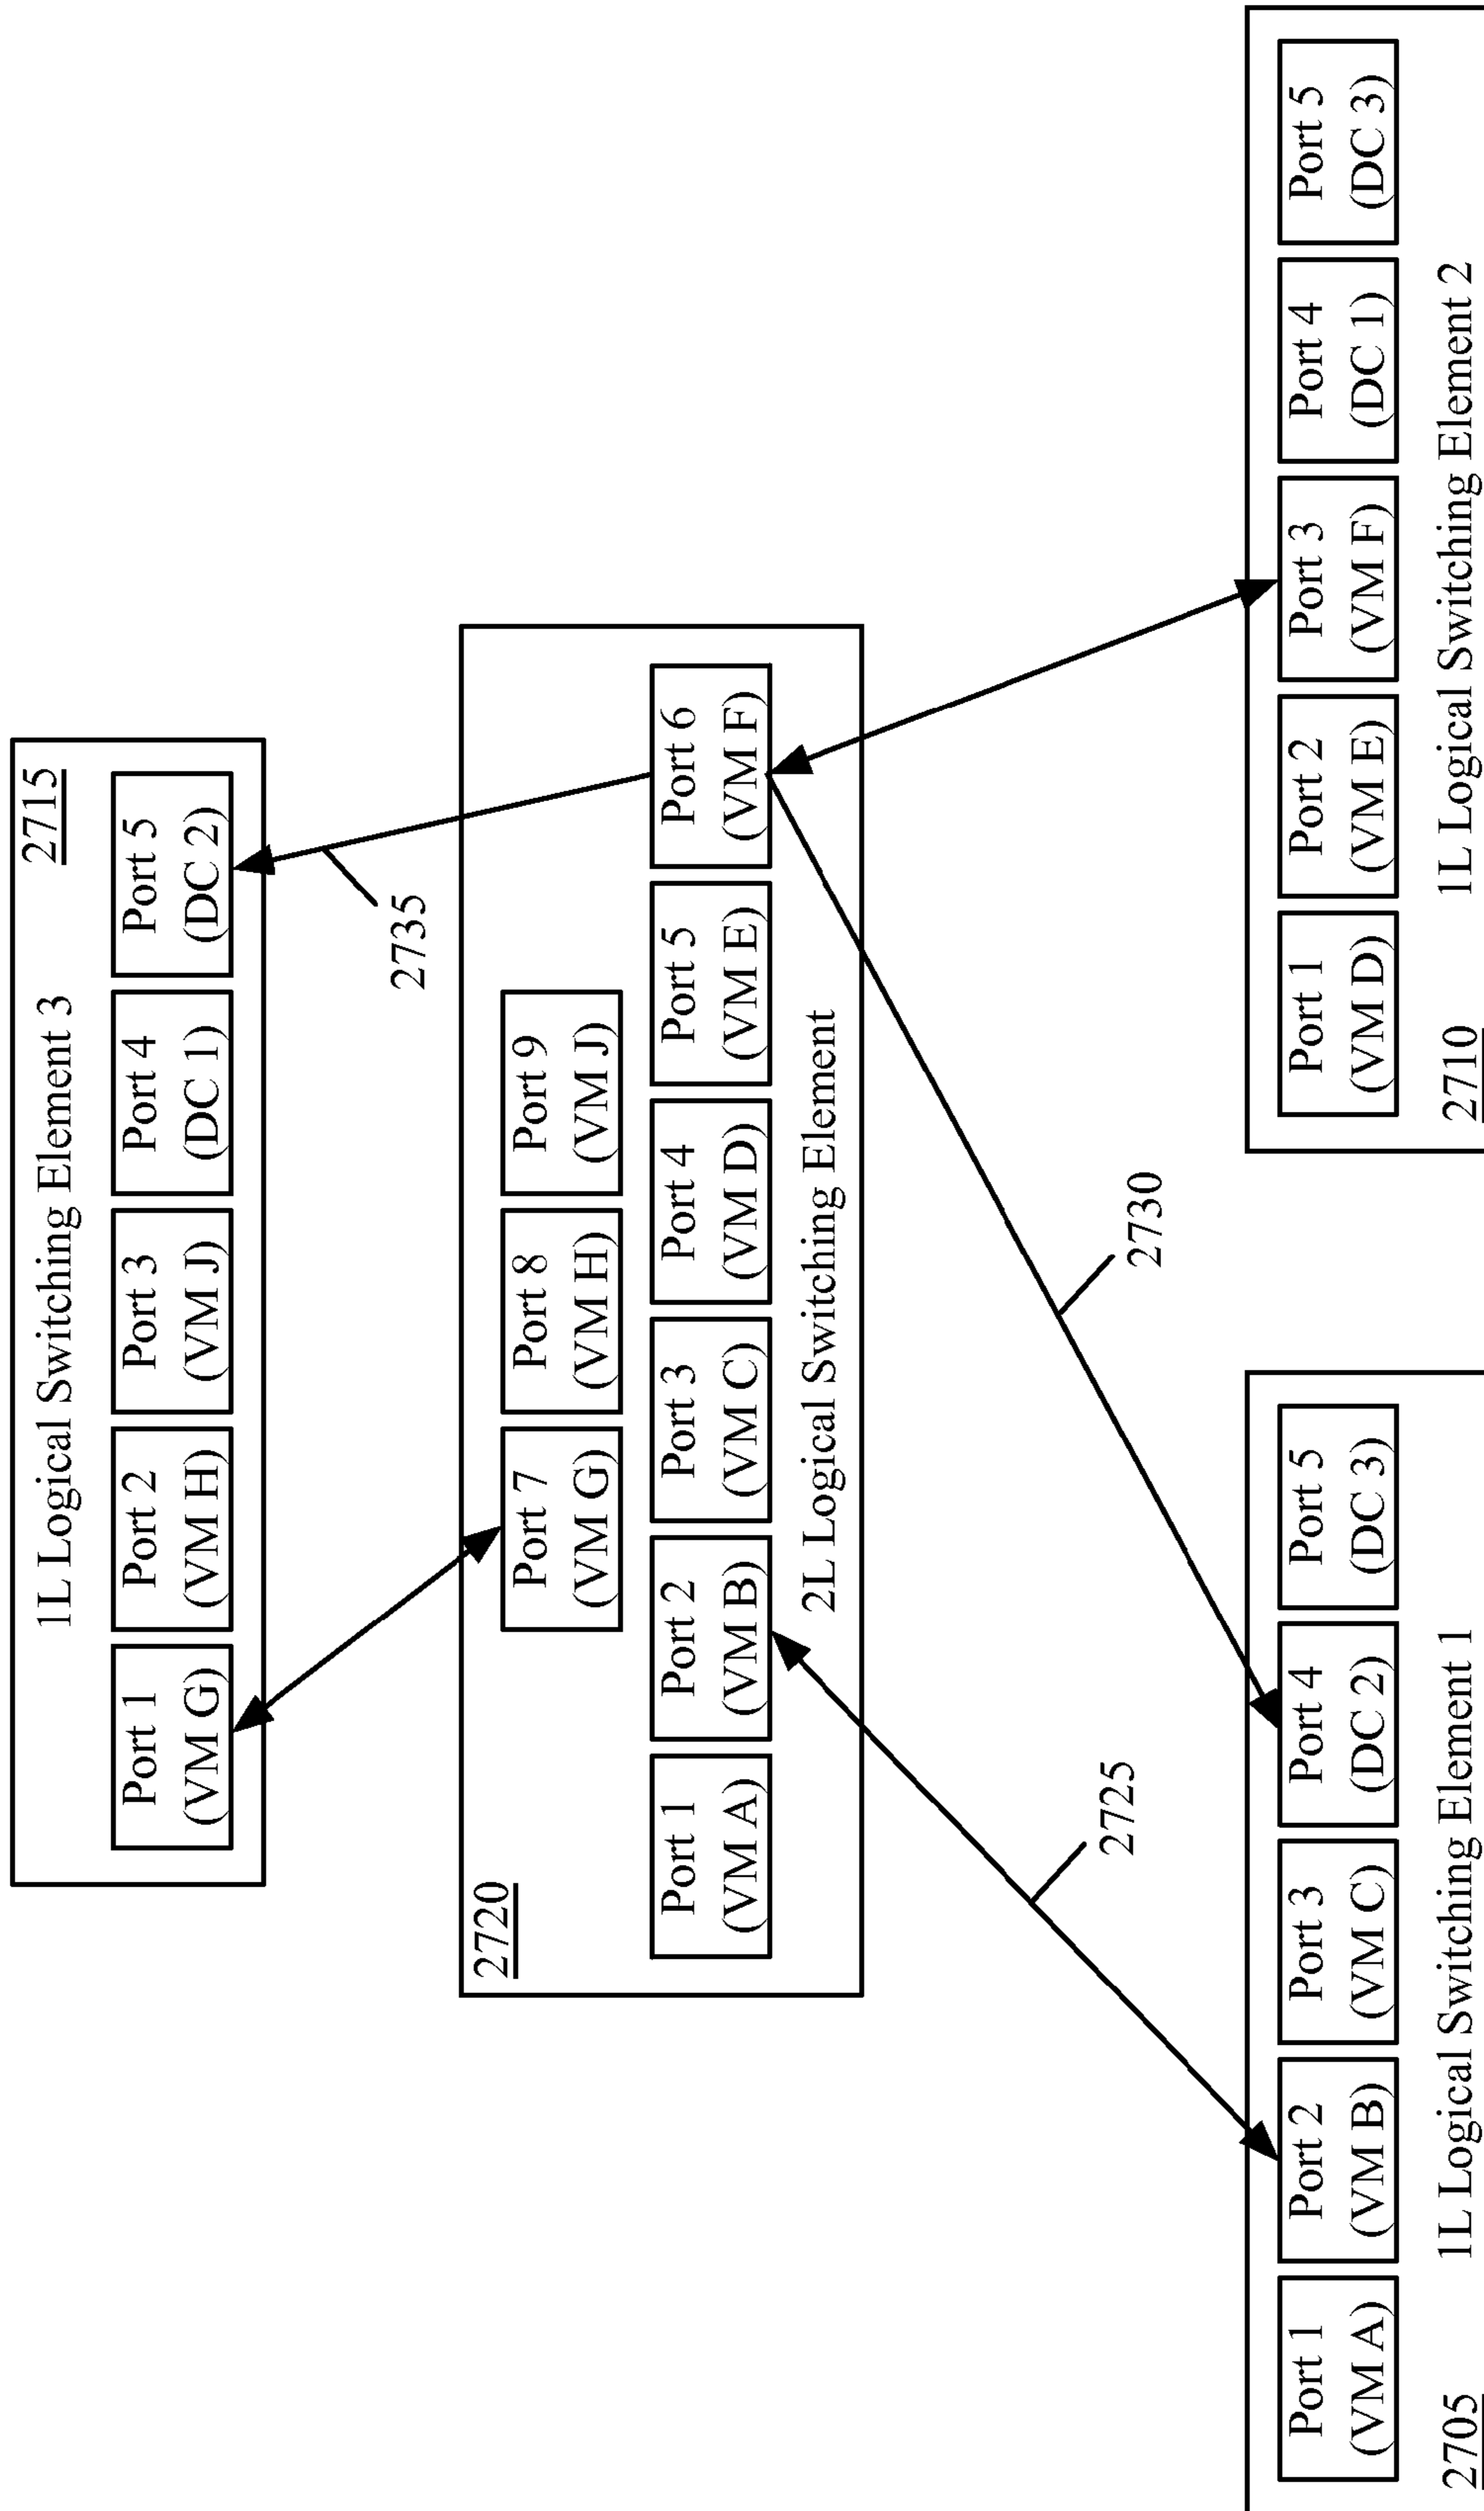 1L Logical Switching Element 3
2715
Port 1
(VM G)
Port 2
(VM H)
Port 3
(VM J)
Port 4
(DC 1)
Port 5
(DC 2)
2735
2720
Port 7
(VM G)
Port 8
(VM H)
Port 9
(VM J)
Port 1
(VM A)
Port 2
(VM B)
Port 3
(VM C)
Port 4
(VM D)
Port 5
(VM E)
Port 6
(VM F)
2L Logical Switching Element
2725
2730
Port 1
(VM A)
Port 2
(VM B)
Port 3
(VM C)
Port 4
(DC 2)
Port 5
(DC 3)
2705
1L Logical Switching Element 1
Port 1
(VM D)
Port 2
(VM E)
Port 3
(VM F)
Port 4
(DC 1)
Port 5
(DC 3)
2710
1L Logical Switching Element 2